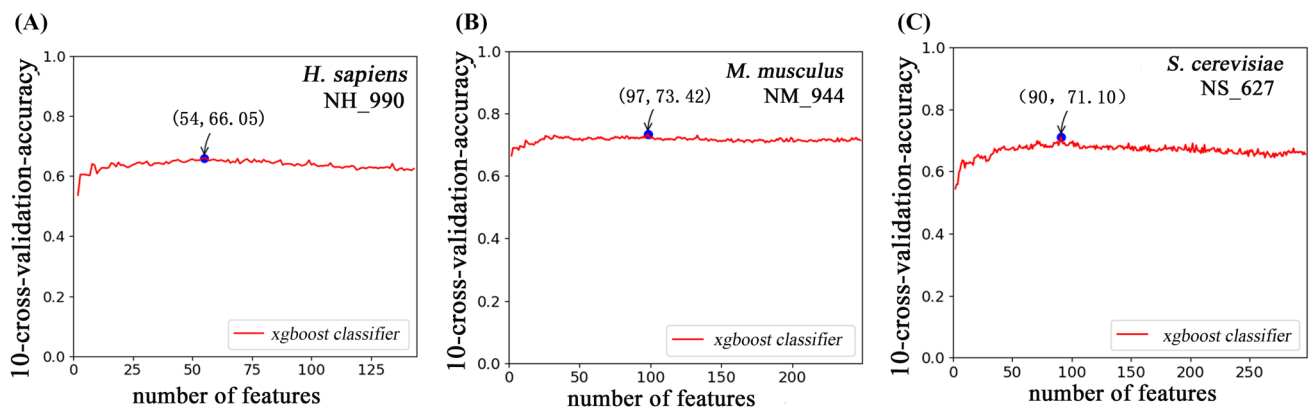 (A)
10-cross-validation-accuracy
1.0
0.8
0.6
0.4
0.2
0.0
H. sapiens
NH_990
(54,66.05)
xgboost classifier
0 25 50 75 100 125
number of features
(B)
10-cross-validation-accuracy
1.0
0.8
0.6
0.4
0.2
0.0
M. musculus
NM_944
(97,73.42)
xgboost classifier
0 50 100 150 200
number of features
(C)
10-cross-validation-accuracy
1.0
0.8
0.6
0.4
0.2
0.0
S. cerevisiae
NS_627
(90, 71.10)
xgboost classifier
0 50 100 150 200 250
number of features